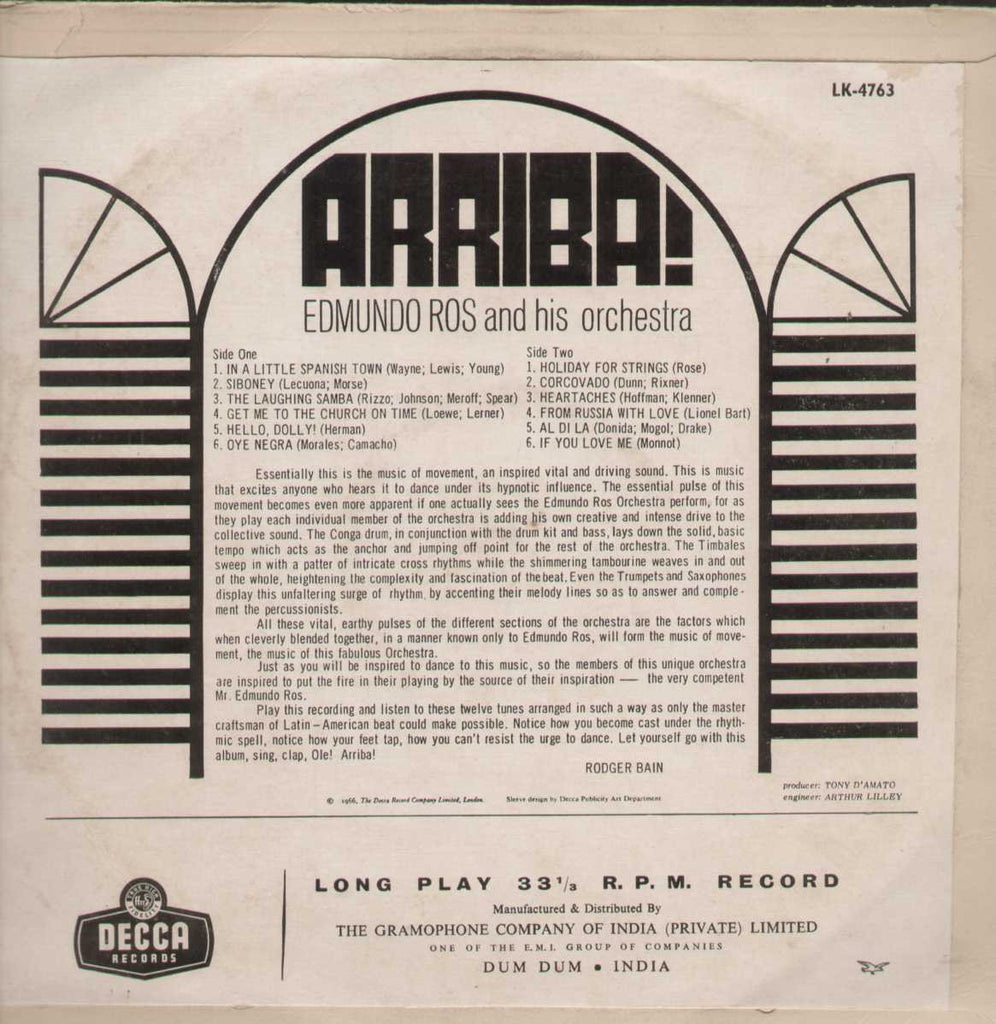 LK-4763
ARRIBA!
EDMUNDO ROS and his orchestra
Side One
1. IN A LITTLE SPANISH TOWN (Wayne; Lewis; Young)
2. SIBONEY (Lecuona; Morse)
3. THE LAUGHING SAMBA (Rizzo; Johnson; Meroff; Spear)
4. GET ME TO THE CHURCH ON TIME (Loewe; Lerner)
5. HELLO, DOLLY! (Herman)
6. OYE NEGRA (Morales; Camacho)
Side Two
1. HOLIDAY FOR STRINGS (Rose)
2. CORCOVADO (Dunn; Rixner)
3. HEARTACHES (Hoffman; Klenner)
4. FROM RUSSIA WITH LOVE (Lionel Bart)
5. AL DI LA (Donida; Mogol; Drake)
6. IF YOU LOVE ME (Monnot)
Essentially this is the music of movement, an inspired vital and driving sound. This is music
that excites anyone who hears it to dance under its hypnotic influence. The essential pulse of this
movement becomes even more apparent if one actually sees the Edmundo Ros Orchestra perform, for as
they play each individual member of the orchestra is adding his own creative and intense drive to the
collective sound. The Conga drum, in conjunction with the drum kit and bass, lays down the solid, basic
tempo which acts as the anchor and jumping off point for the rest of the orchestra. The Timbales
sweep in with a patter of intricate cross rhythms while the shimmering tambourine weaves in and out
of the whole, heightening the complexity and fascination of the beat. Even the Trumpets and Saxophones
display this unfaltering surge of rhythm by accenting their melody lines so as to answer and comple-
ment the percussionists.
All these vital, earthy pulses of the different sections of the orchestra are the factors which
when cleverly blended together, in a manner known only to Edmundo Ros, will form the music of move-
ment, the music of this fabulous Orchestra.
Just as you will be inspired to dance to this music, so the members of this unique orchestra
are inspired to put the fire in their playing by the source of their inspiration — the very competent
Mr. Edmundo Ros.
Play this recording and listen to these twelve tunes arranged in such a way as only the master
craftsman of Latin-American beat could make possible. Notice how you become cast under the rhyth-
mic spell, notice how your feet tap, how you can't resist the urge to dance. Let yourself go with this
album, sing, clap, Ole! Arriba!
RODGER BAIN
producer: TONY D'AMATO
engineer: ARTHUR LILLEY
© 1966, The Decca Record Company Limited, London. Sleeve design by Decca Publicity Art Department
DECCA
RECORDS
LONG PLAY 33 1/3 R. P. M. RECORD
Manufactured & Distributed By
THE GRAMOPHONE COMPANY OF INDIA (PRIVATE) LIMITED
ONE OF THE E.M.I. GROUP OF COMPANIES
DUM DUM • INDIA